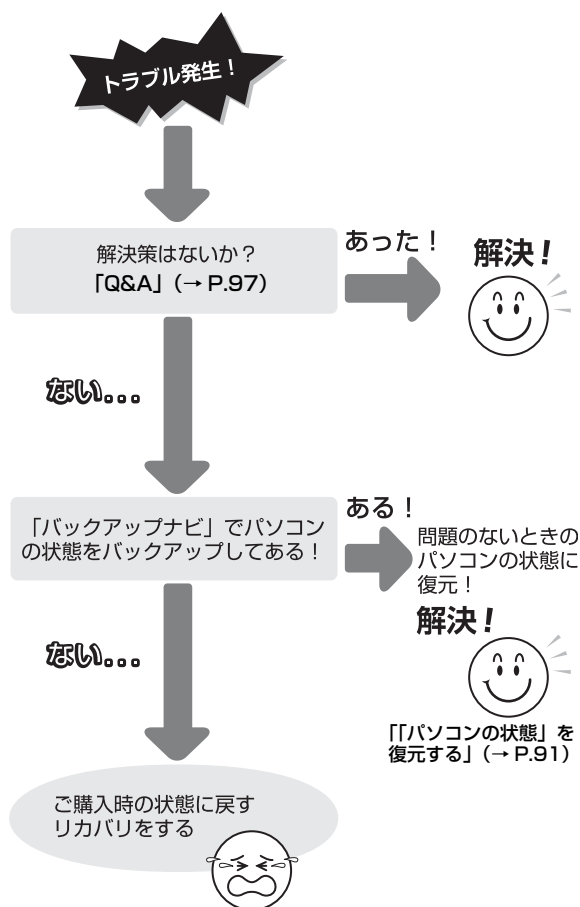 トラブル発生！
解決策はないか？
「Q&A」（→ P.97）
あった！
解決！
ない...
「バックアップナビ」でパソコン
の状態をバックアップしてある！
ある！
問題のないときの
パソコンの状態に
復元！
解決！
「「パソコンの状態」を
復元する」（→ P.91）
ない...
ご購入時の状態に戻す
リカバリをする